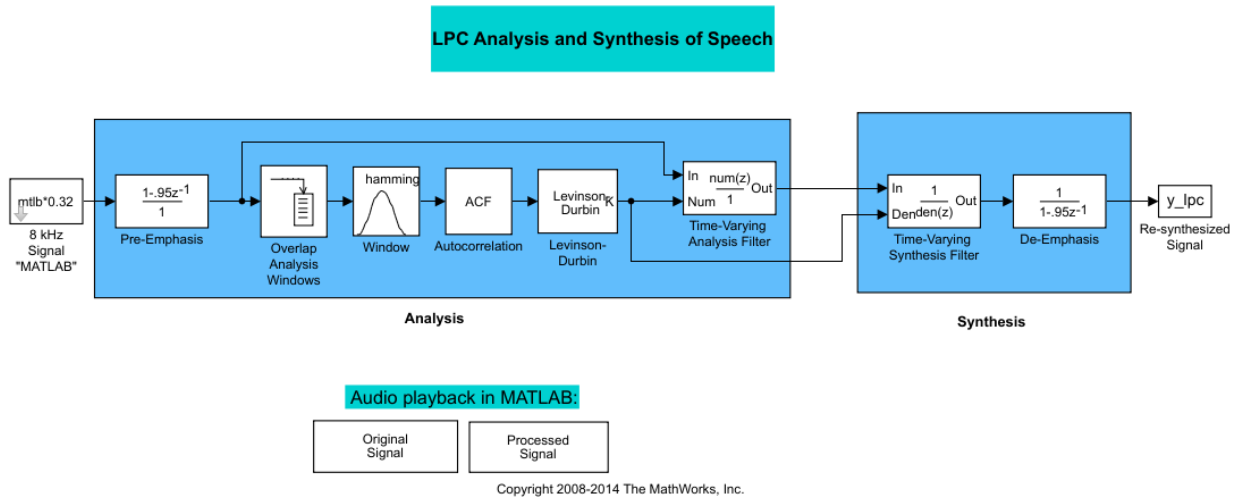 LPC Analysis and Synthesis of Speech
mtlb*0.32
8 kHz
Signal
"MATLAB"
1-.95z-1
1
Pre-Emphasis
Overlap
Analysis
Windows
hamming
Window
ACF
Autocorrelation
Levinson-
Durbin
K
Levinson-
Durbin
In
Num
num(z)
1
Out
Time-Varying
Analysis Filter
Analysis
In
Den
1
den(z)
Out
Time-Varying
Synthesis Filter
1
1-.95z-1
De-Emphasis
Synthesis
y_lpc
Re-synthesized
Signal
Audio playback in MATLAB:
Original
Signal
Processed
Signal
Copyright 2008-2014 The MathWorks, Inc.